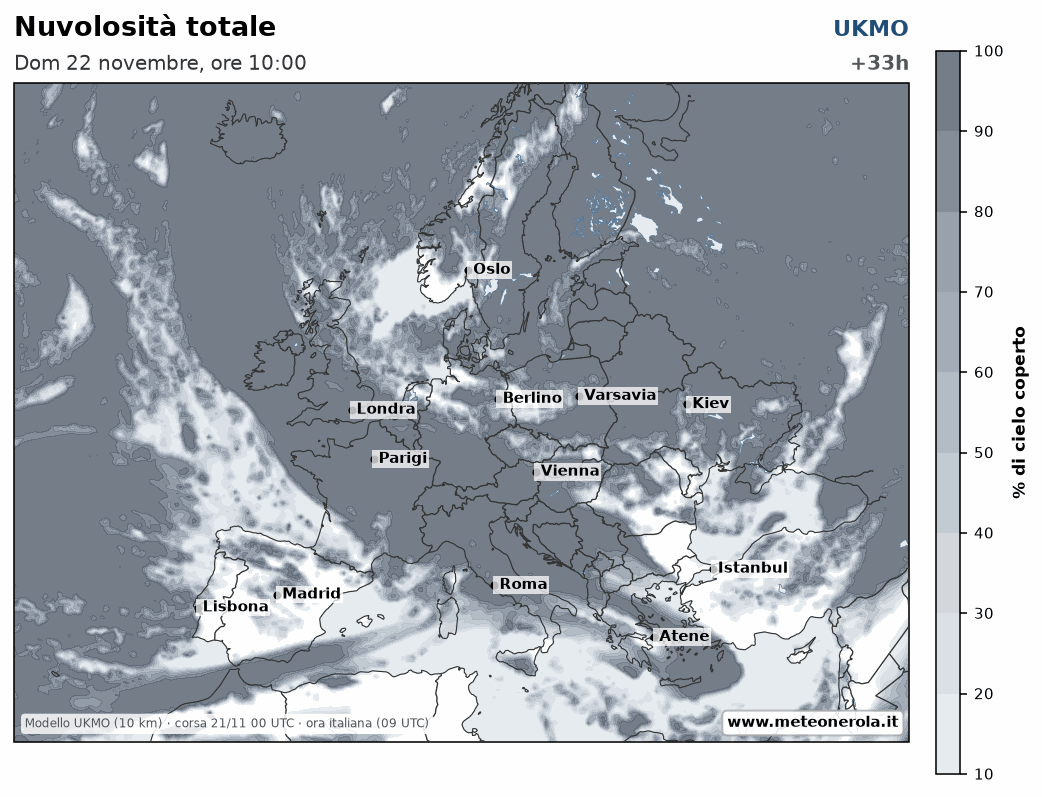 Nuvolosità totale
UKMO
Dom 22 novembre, ore 10:00
+33h
100
90
80
70
60
50
40
30
20
10
% di cielo coperto
Oslo
Berlino
Varsavia
Kiev
Londra
Parigi
Vienna
Istanbul
Roma
Madrid
Lisbona
Atene
Modello UKMO (10 km) · corsa 21/11 00 UTC · ora italiana (09 UTC)
www.meteonerola.it